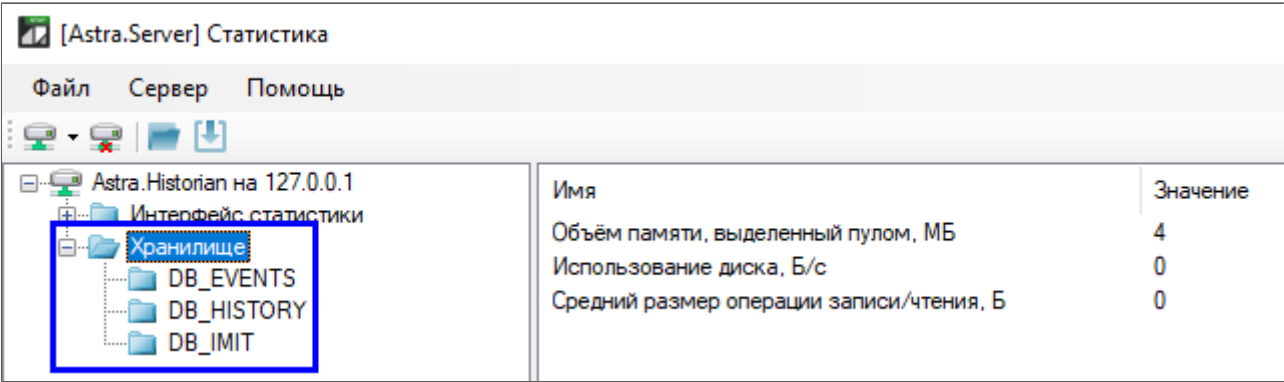 [Astra.Server] Статистика
Файл Сервер Помощь
Astra.Historian на 127.0.0.1
Интерфейс статистики
Хранилище
DB_EVENTS
DB_HISTORY
DB_IMIT
Имя Значение
Объём памяти, выделенный пулом, МБ 4
Использование диска, Б/с 0
Средний размер операции записи/чтения, Б 0